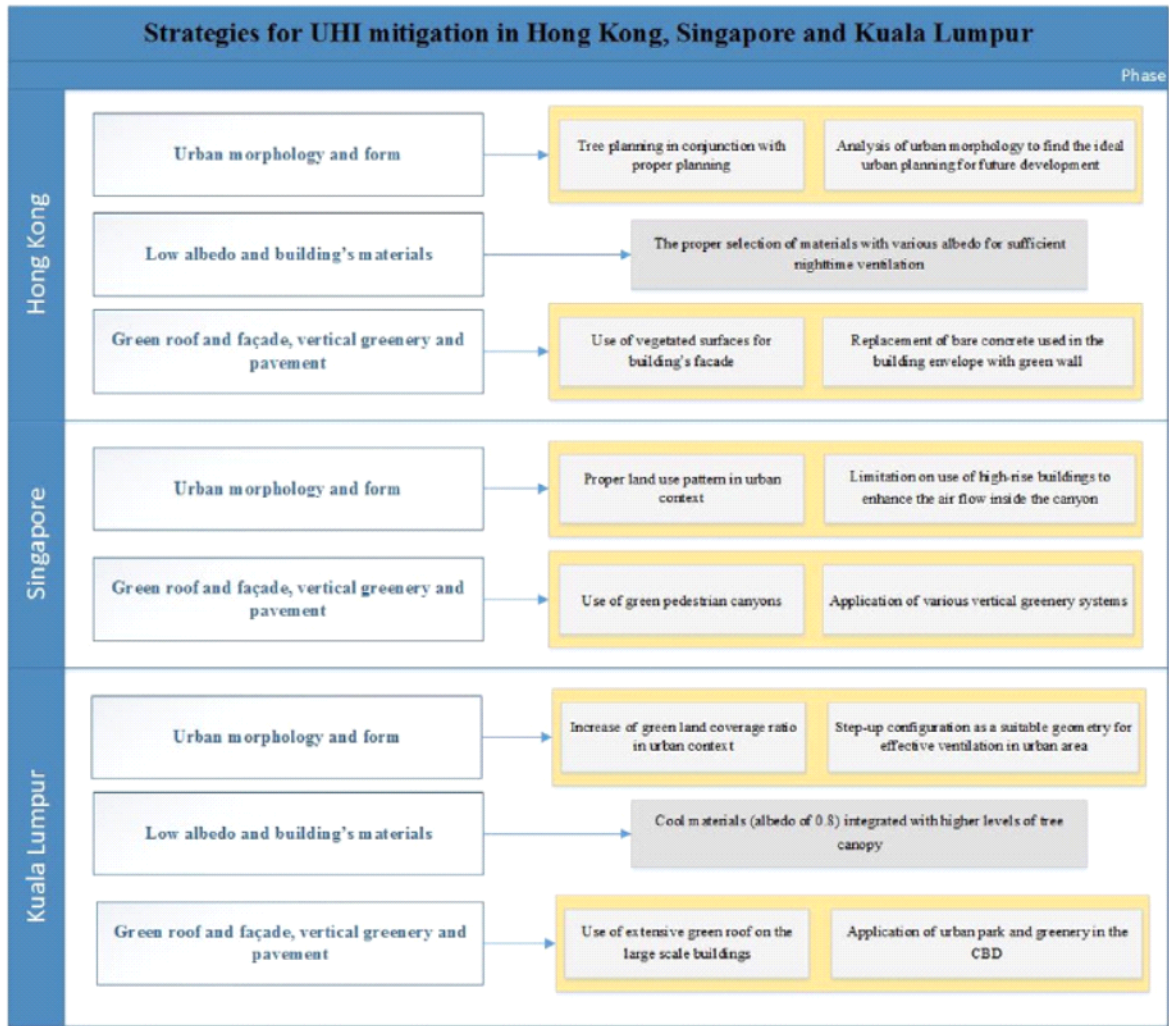 Strategies for UHI mitigation in Hong Kong, Singapore and Kuala Lumpur
Phase
Hong Kong
Urban morphology and form
Tree planning in conjunction with
proper planning
Analysis of urban morphology to find the ideal
urban planning for future development
Low albedo and building's materials
The proper selection of materials with various albedo for sufficient
nighttime ventilation
Green roof and façade, vertical greenery and
pavement
Use of vegetated surfaces for
building's facade
Replacement of bare concrete used in the
building envelope with green wall
Singapore
Urban morphology and form
Proper land use pattern in urban
context
Limitation on use of high-rise buildings to
enhance the air flow inside the canyon
Green roof and façade, vertical greenery and
pavement
Use of green pedestrian canyons
Application of various vertical greenery systems
Kuala Lumpur
Urban morphology and form
Increase of green land coverage ratio
in urban context
Step-up configuration as a suitable geometry for
effective ventilation in urban area
Low albedo and building's materials
Cool materials (albedo of 0.8) integrated with higher levels of tree
canopy
Green roof and façade, vertical greenery and
pavement
Use of extensive green roof on the
large scale buildings
Application of urban park and greenery in the
CBD